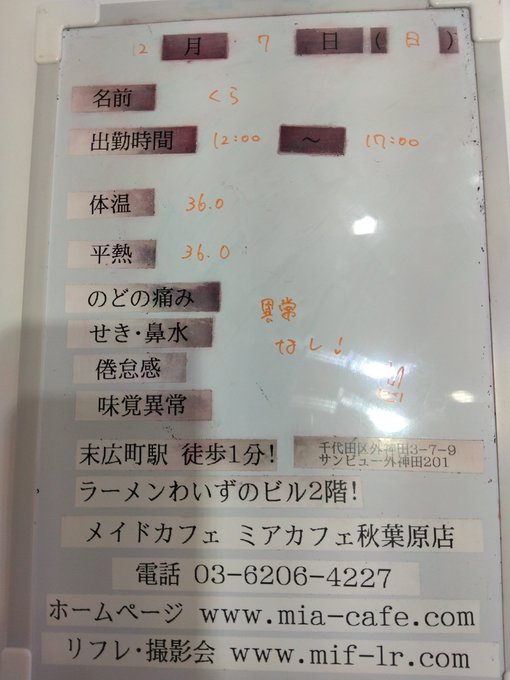 12月7日(日)
名前 くら
出勤時間 12:00 ～ 17:00
体温 36.0
平熱 36.0
のどの痛み
せき・鼻水
倦怠感
味覚異常
異常
なし!
末広町駅 徒歩1分!
千代田区外神田3-7-9
サンビュー外神田201
ラーメンわいずのビル2階!
メイドカフェ ミアカフェ秋葉原店
電話 03-6206-4227
ホームページ www.mia-cafe.com
リフレ・撮影会 www.mif-lr.com